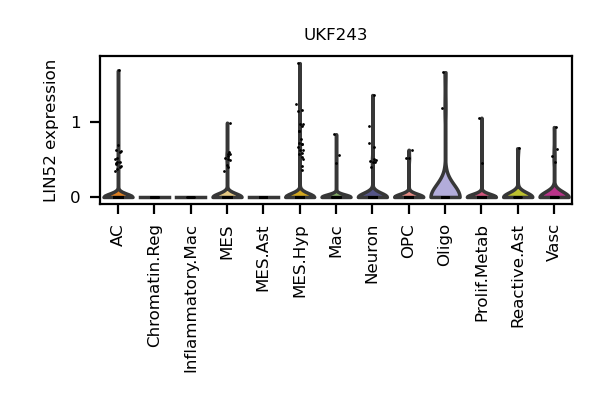 UKF243
LIN52 expression
1
0
AC
Chromatin.Reg
Inflammatory.Mac
MES
MES.Ast
MES.Hyp
Mac
Neuron
OPC
Oligo
Prolif.Metab
Reactive.Ast
Vasc